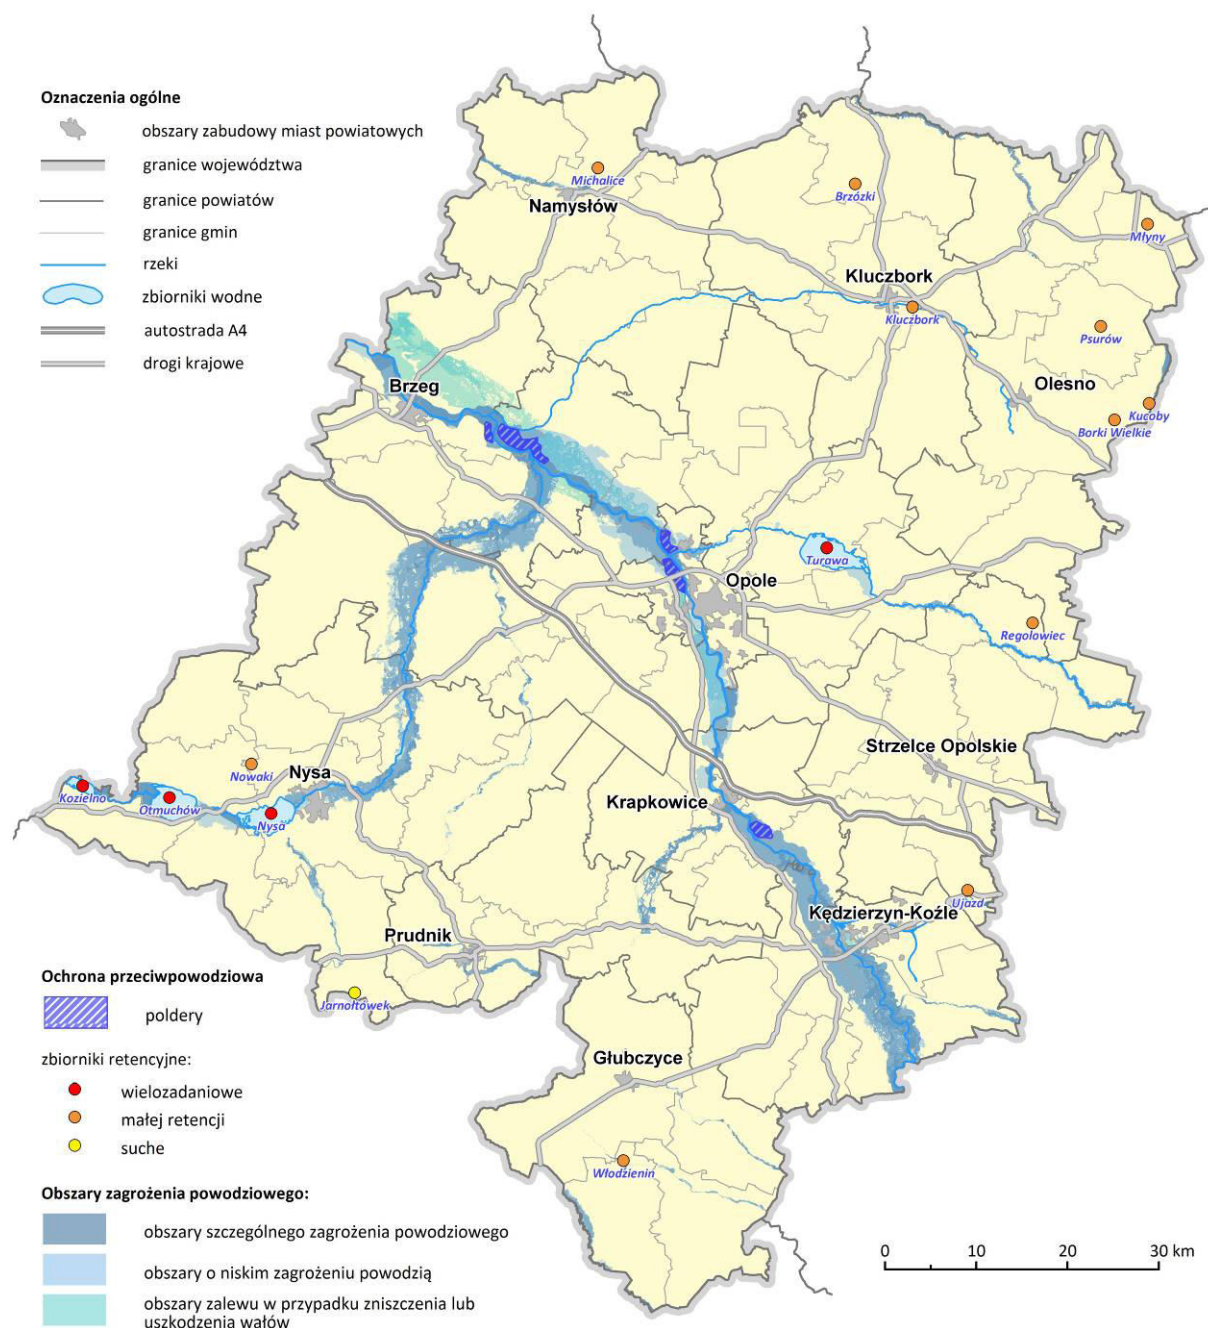 Oznaczenia ogólne
obszary zabudowy miast powiatowych
granice województwa
granice powiatów
granice gmin
rzeki
zbiorniki wodne
autostrada A4
drogi krajowe
Michalice
Namysłów
Brzózki
Młyny
Kluczbork
Kluczbork
Psurów
Brzeg
Olesno
Kucoby
Borki Wielkie
Turawa
Opole
Regolowiec
Strzelce Opolskie
Nowaki
Nysa
Kozielno
Otmuchów
Nysa
Krapkowice
Ujazd
Kędzierzyn-Koźle
Prudnik
Jarnołtówek
Głubczyce
Włodzienin
Ochrona przeciwpowodziowa
poldery
zbiorniki retencyjne:
wielozadaniowe
małej retencji
suche
Obszary zagrożenia powodziowego:
obszary szczególnego zagrożenia powodziowego
obszary o niskim zagrożeniu powodzią
obszary zalewu w przypadku zniszczenia lub
uszkodzenia wałów
0 10 20 30 km